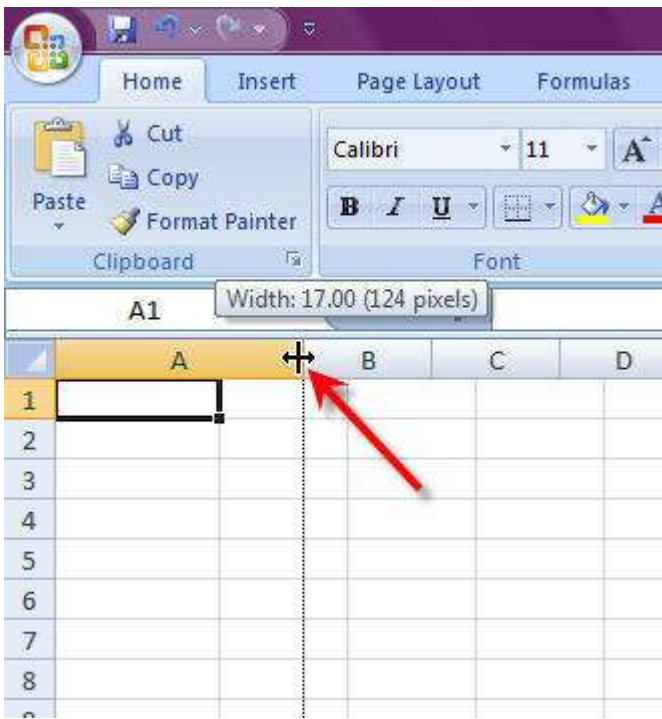 Home Insert Page Layout Formulas
Cut
Calibri 11 A
Copy
Paste
B I U A
Format Painter
Clipboard Font
Width: 17.00 (124 pixels)
A1
A B C D
1
2
3
4
5
6
7
8